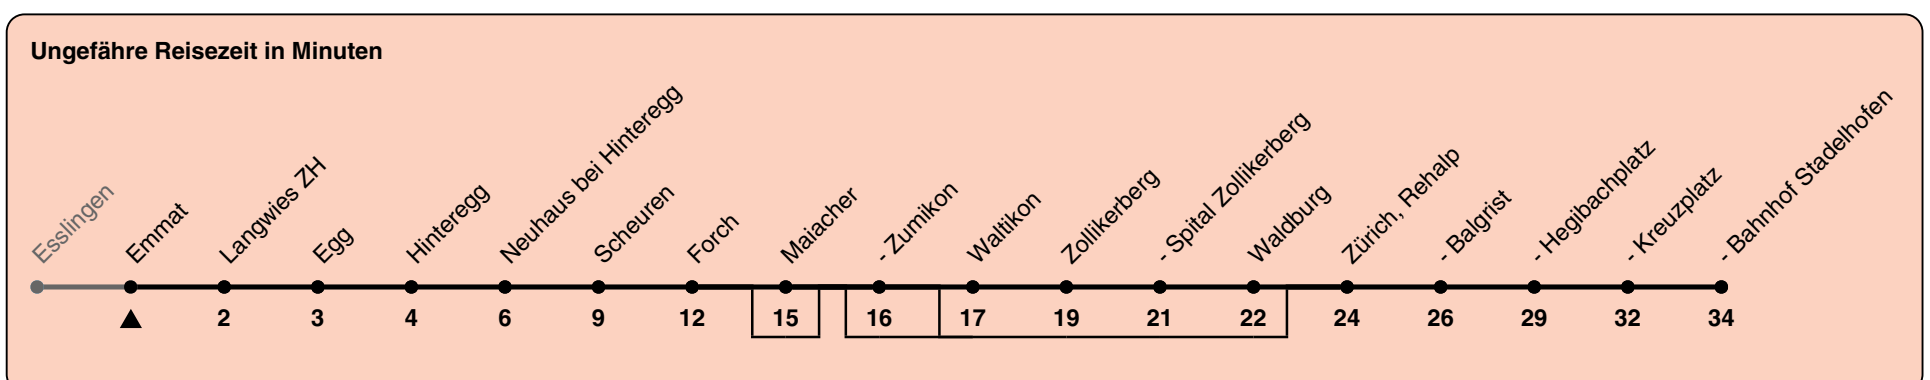 Ungefähre Reisezeit in Minuten
Esslingen
Emmat
Langwies ZH
Egg
Hinteregg
Neuhaus bei Hinteregg
Scheuren
Forch
Maiacher
- Zumikon
Waltikon
Zollikerberg
- Spital Zollikerberg
Waldburg
Zürich, Rehalp
- Balgrist
- Hegibachplatz
- Kreuzplatz
- Bahnhof Stadelhofen
2 3 4 6 9 12 15 16 17 19 21 22 24 26 29 32 34